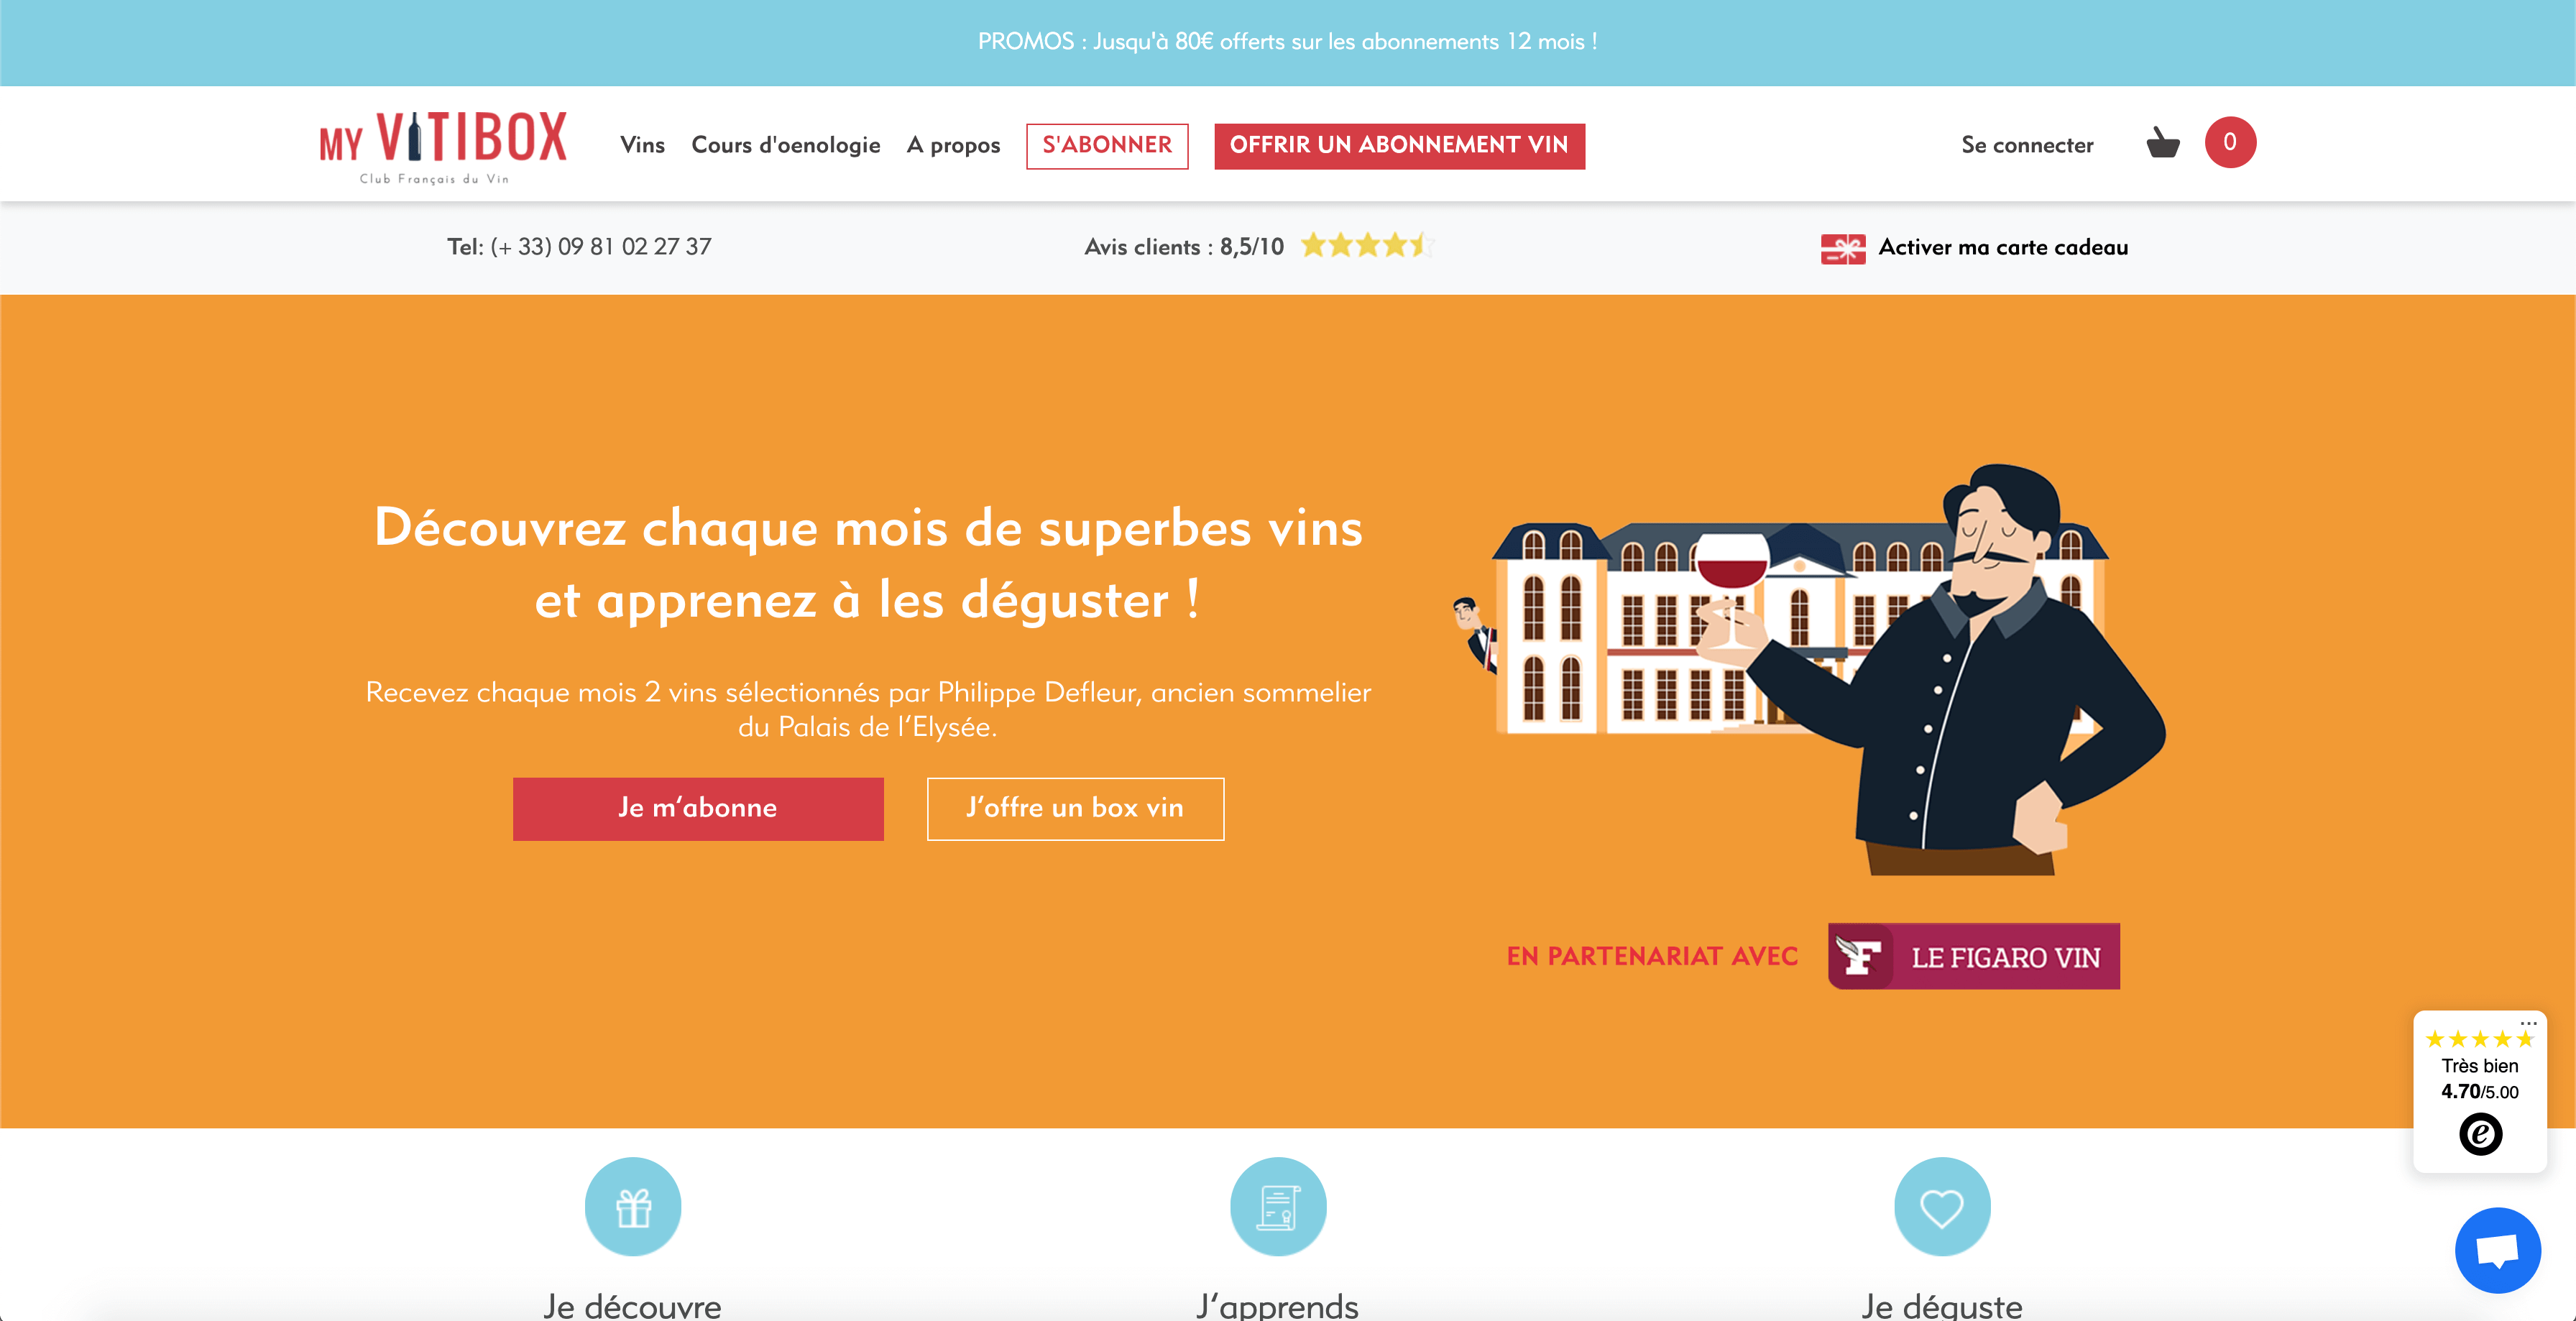 PROMOS : Jusqu'à 80€ offerts sur les abonnements 12 mois !
MY VITIBOX
Club Français du Vin
Vins
Cours d'oenologie
A propos
S'ABONNER
OFFRIR UN ABONNEMENT VIN
Se connecter
0
Tel: (+ 33) 09 81 02 27 37
Avis clients : 8,5/10
Activer ma carte cadeau
Découvrez chaque mois de superbes vins
et apprenez à les déguster !
Recevez chaque mois 2 vins sélectionnés par Philippe Defleur, ancien sommelier
du Palais de l’Elysée.
Je m‘abonne
J’offre un box vin
EN PARTENARIAT AVEC
F LE FIGARO VIN
...
Très bien
4.70/5.00
e
Je découvre
J‘apprends
Je déguste